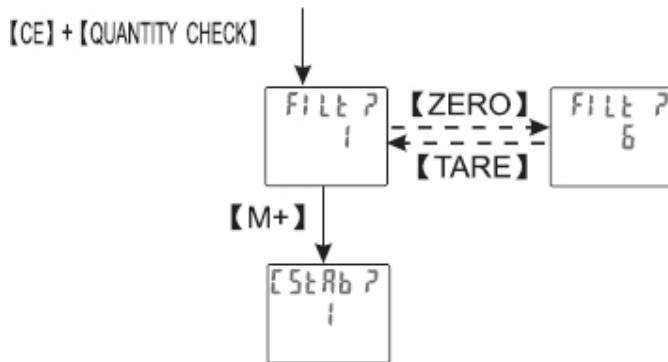 【CE】+【QUANTITY CHECK】
FILt ?
1
【ZERO】
【TARE】
FILt ?
6
【M+】
CStAb ?
1